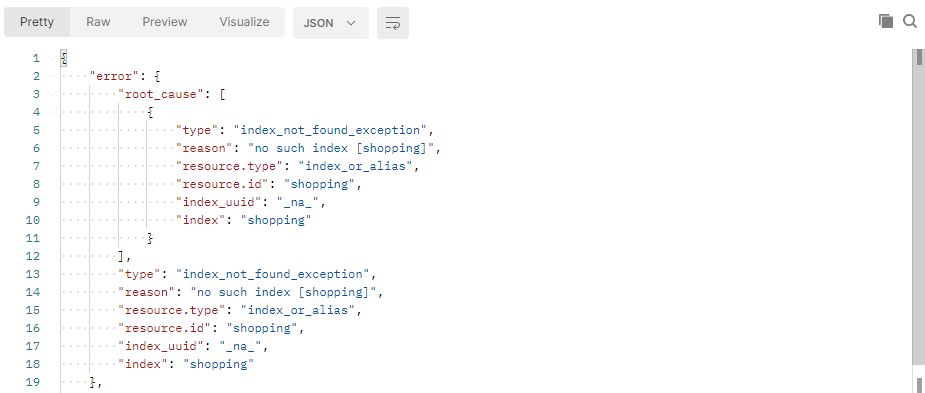 Pretty Raw Preview Visualize JSON
1 {
2 "error": {
3 "root_cause": [
4 {
5 "type": "index_not_found_exception",
6 "reason": "no such index [shopping]",
7 "resource.type": "index_or_alias",
8 "resource.id": "shopping",
9 "index_uuid": "_na_",
10 "index": "shopping"
11 }
12 ],
13 "type": "index_not_found_exception",
14 "reason": "no such index [shopping]",
15 "resource.type": "index_or_alias",
16 "resource.id": "shopping",
17 "index_uuid": "_na_",
18 "index": "shopping"
19 },